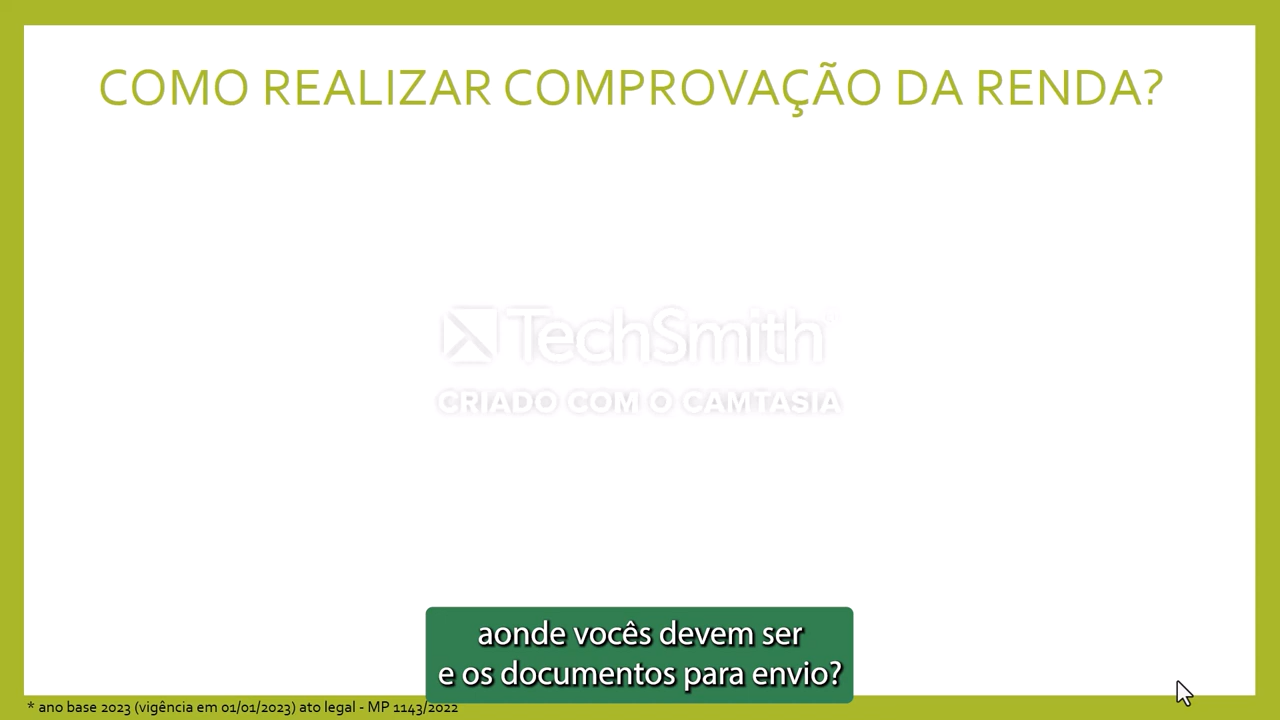 COMO REALIZAR COMPROVAÇÃO DA RENDA?
TechSmith
CRIADO COM O CAMTASIA
aonde vocês devem ser
e os documentos para envio?
* ano base 2023 (vigência em 01/01/2023) ato legal - MP 1143/2022